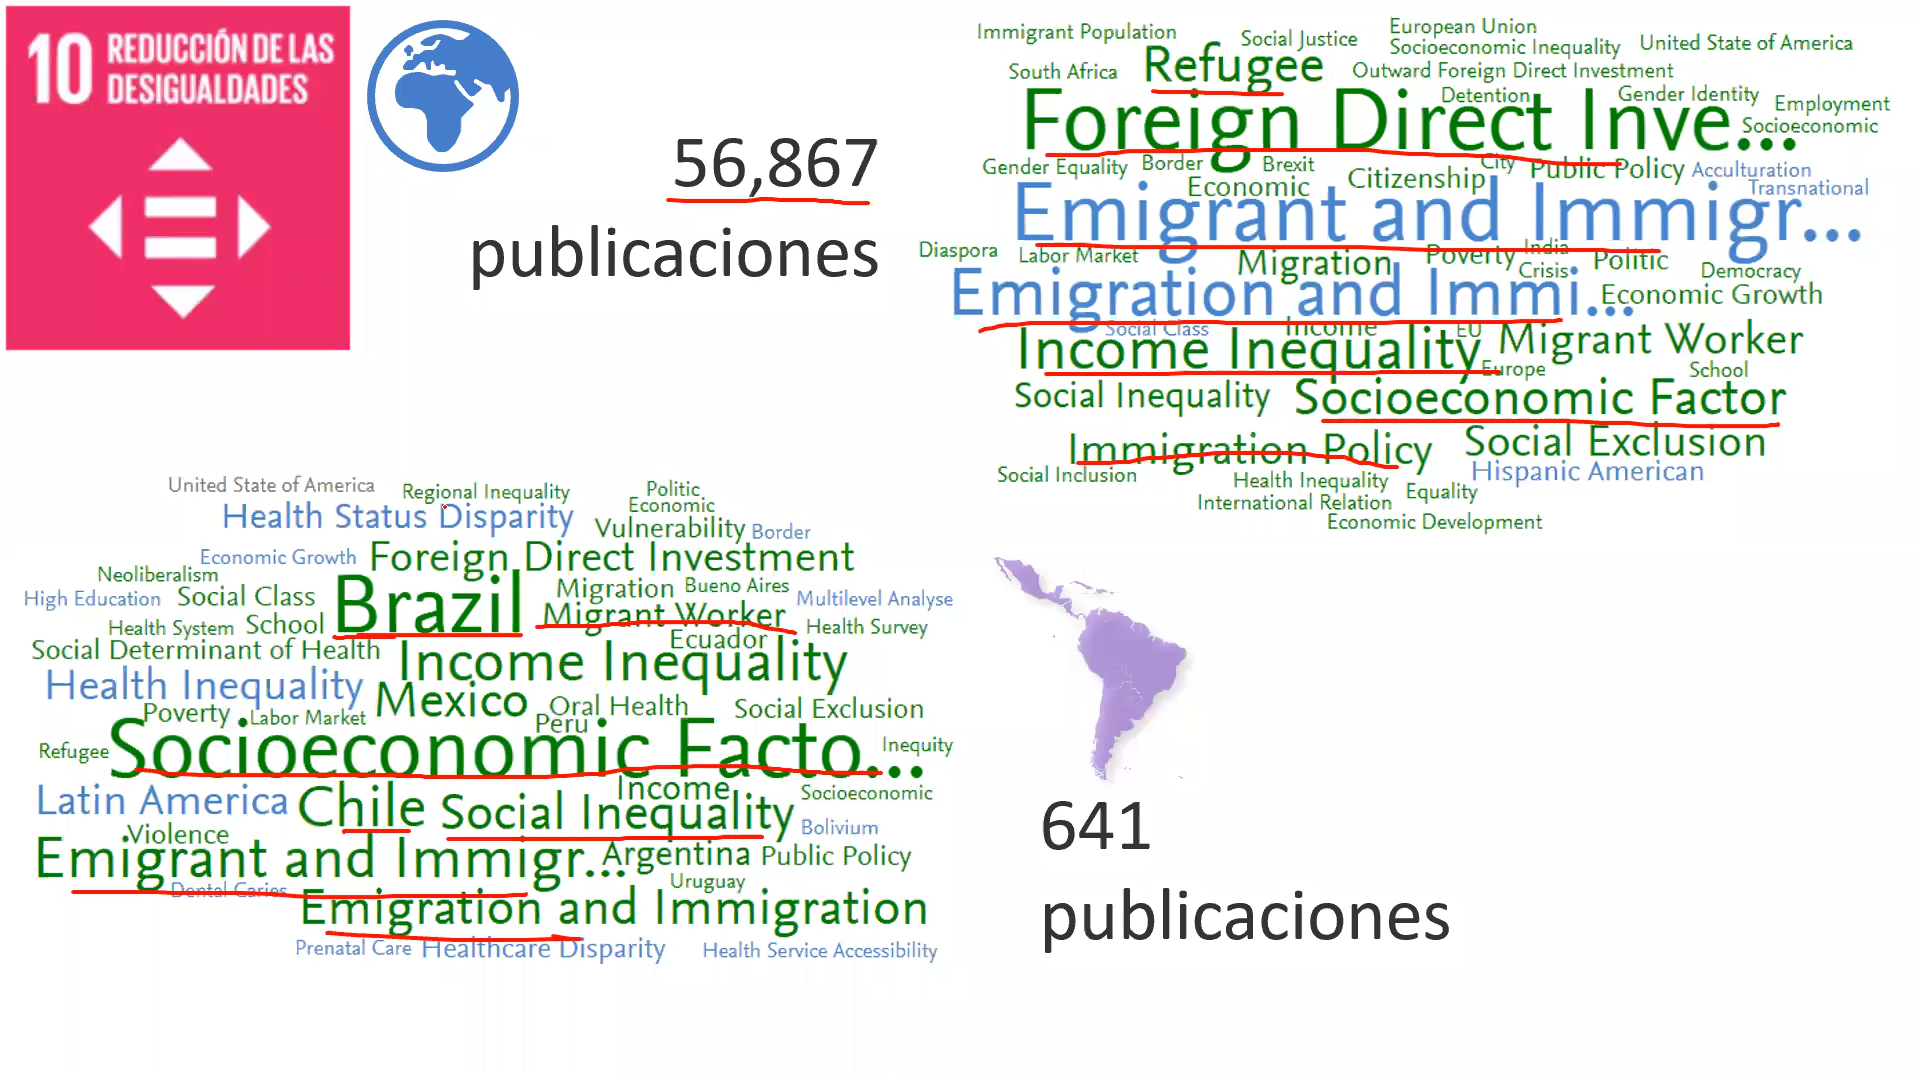 10 REDUCCIÓN DE LAS
DESIGUALDADES
56,867
publicaciones
Immigrant Population
Social Justice
European Union
Socioeconomic Inequality
United State of America
South Africa
Refugee
Outward Foreign Direct Investment
Detention
Gender Identity
Employment
Foreign Direct Inve...
Socioeconomic
Gender Equality
Border
Brexit
City
Public Policy
Acculturation
Economic
Citizenship
Transnational
Emigrant and Immigr...
Diaspora
Labor Market
Migration
Poverty
India
Crisis
Politic
Democracy
Emigration and Immi...
Economic Growth
Social Class
Income
EU
Migrant Worker
Income Inequality
Europe
School
Social Inequality
Socioeconomic Factor
Immigration Policy
Social Exclusion
Social Inclusion
Health Inequality
Hispanic American
International Relation
Equality
Economic Development
United State of America
Regional Inequality
Politic
Economic
Health Status Disparity
Vulnerability
Border
Economic Growth
Foreign Direct Investment
Neoliberalism
Brazil
Migration
Bueno Aires
High Education
Social Class
Migrant Worker
Multilevel Analyse
Health System
School
Ecuador
Health Survey
Social Determinant of Health
Income Inequality
Health Inequality
Mexico
Oral Health
Social Exclusion
Poverty
Labor Market
Peru
Refugee
Socioeconomic Facto...
Inequity
Latin America
Chile
Social Inequality
Income
Socioeconomic
Violence
Bolivium
Emigrant and Immigr...
Argentina
Public Policy
Dental Caries
Uruguay
Emigration and Immigration
Prenatal Care
Healthcare Disparity
Health Service Accessibility
641
publicaciones